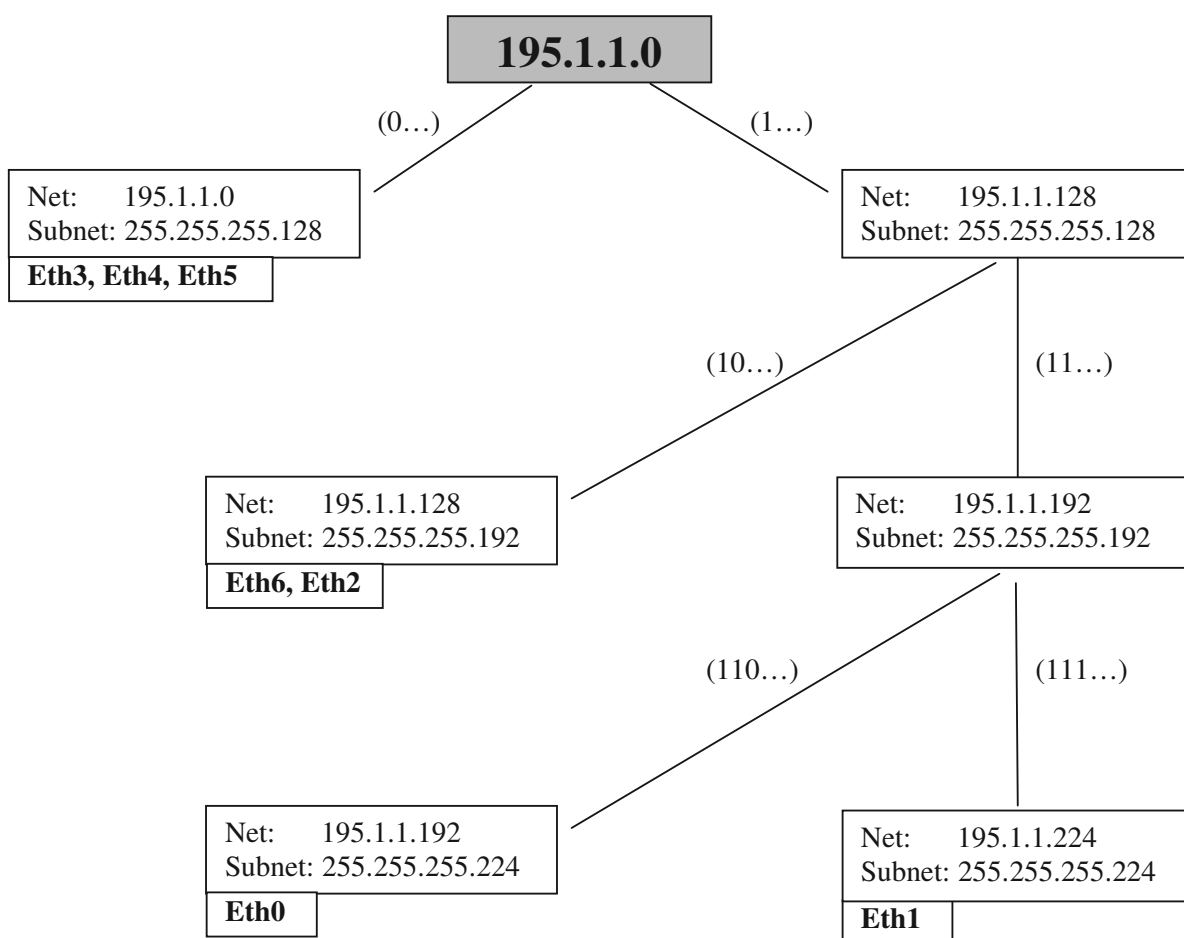 195.1.1.0
(0…)
(1…)
Net: 195.1.1.0
Subnet: 255.255.255.128
Eth3, Eth4, Eth5
Net: 195.1.1.128
Subnet: 255.255.255.128
(10…)
(11…)
Net: 195.1.1.128
Subnet: 255.255.255.192
Eth6, Eth2
Net: 195.1.1.192
Subnet: 255.255.255.192
(110…)
(111…)
Net: 195.1.1.192
Subnet: 255.255.255.224
Eth0
Net: 195.1.1.224
Subnet: 255.255.255.224
Eth1